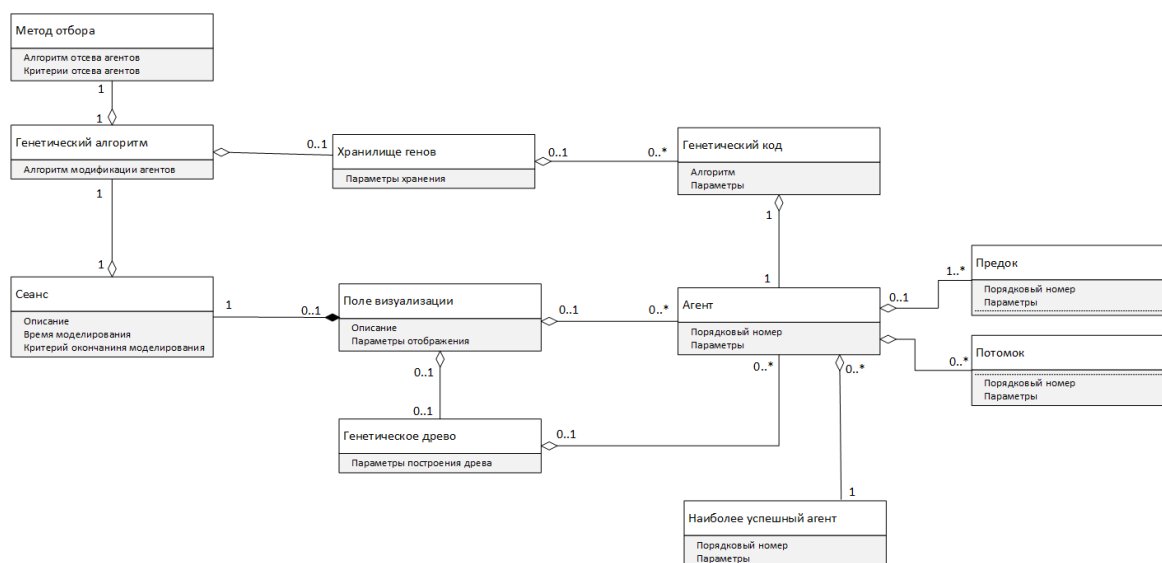 Метод отбора
Алгоритм отсева агентов
Критерии отсева агентов
1
1
Генетический алгоритм
Алгоритм модификации агентов
0..1
Хранилище генов
Параметры хранения
0..1
0..*
Генетический код
Алгоритм
Параметры
1
1
1
1
Сеанс
Описание
Время моделирования
Критерий окончаниня моделирования
1
0..1
Поле визуализации
Описание
Параметры отображения
0..1
0..*
Агент
Порядковый номер
Параметры
0..1
1..*
Предок
Порядковый номер
Параметры
0..*
Потомок
Порядковый номер
Параметры
0..1
0..1
Генетическое древо
Параметры построения древа
0..1
0..*
0..*
1
Наиболее успешный агент
Порядковый номер
Параметры